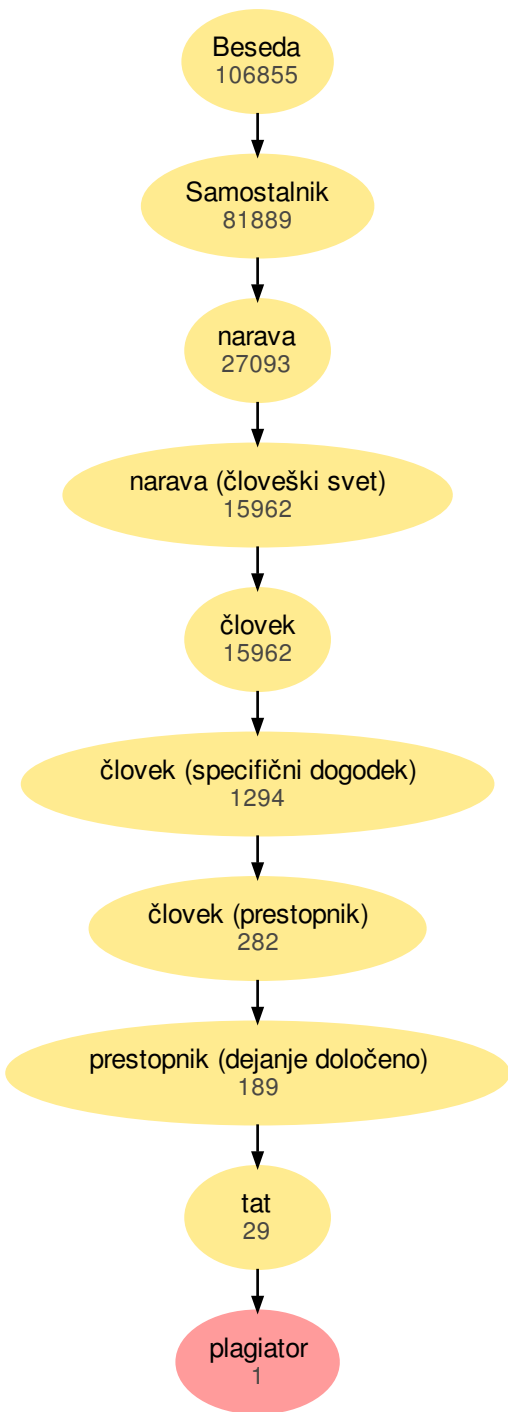 Beseda
106855
Samostalnik
81889
narava
27093
narava (človeški svet)
15962
človek
15962
človek (specifični dogodek)
1294
človek (prestopnik)
282
prestopnik (dejanje določeno)
189
tat
29
plagiator
1